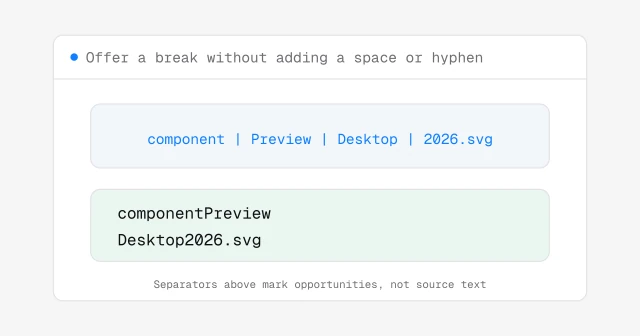 Offer a break without adding a space or hyphen
component | Preview | Desktop | 2026.svg
componentPreview
Desktop2026.svg
Separators above mark opportunities, not source text